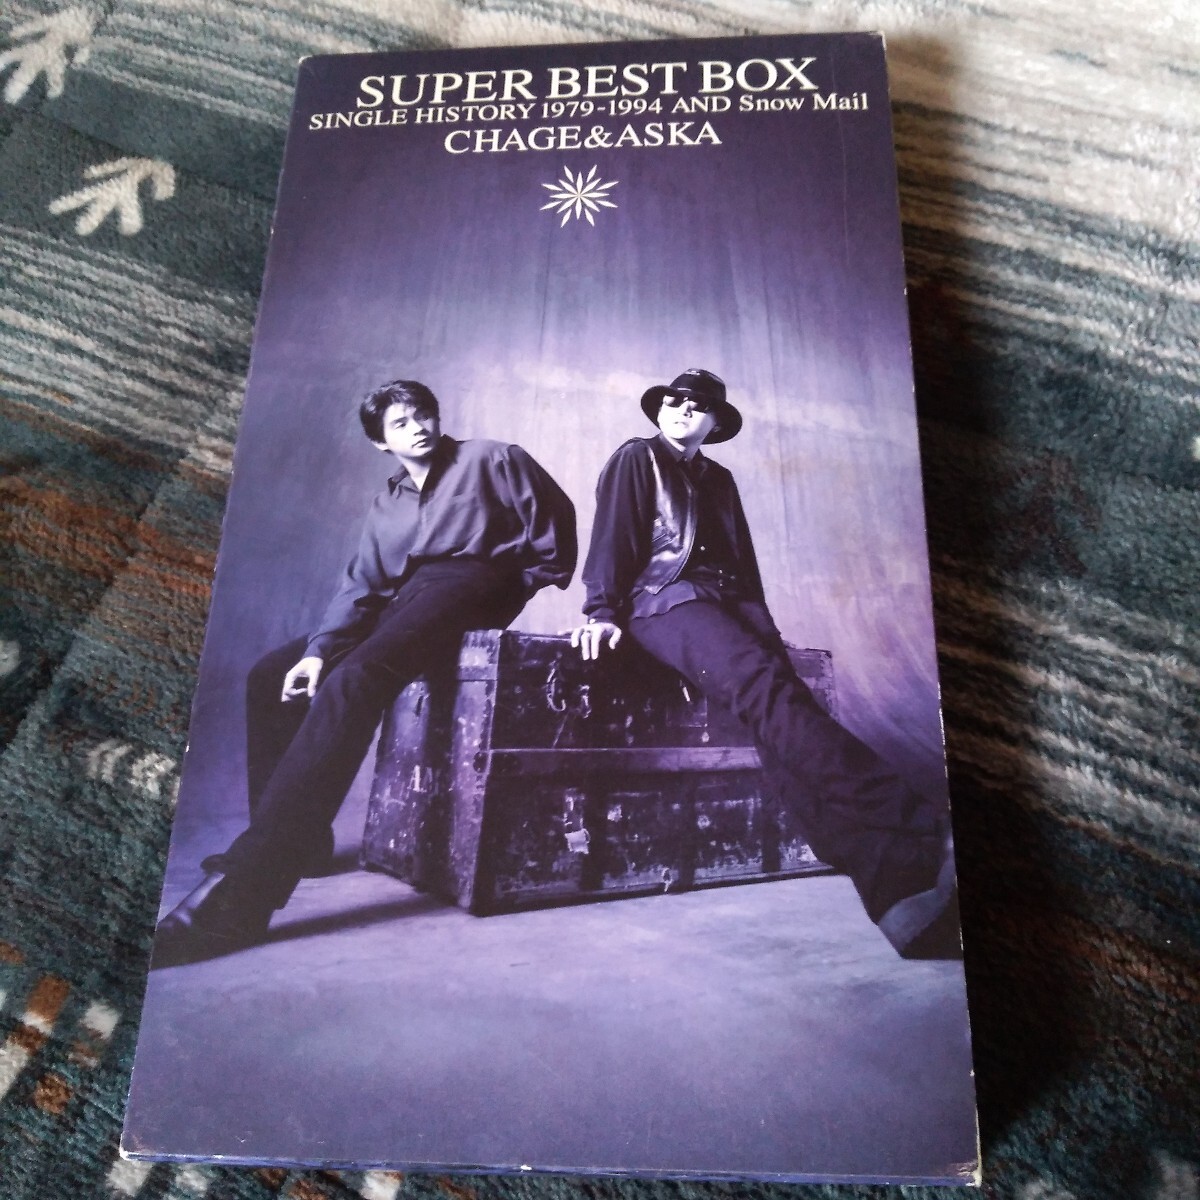 SUPER BEST BOX
SINGLE HISTORY 1979-1994 AND Snow Mail
CHAGE&ASKA